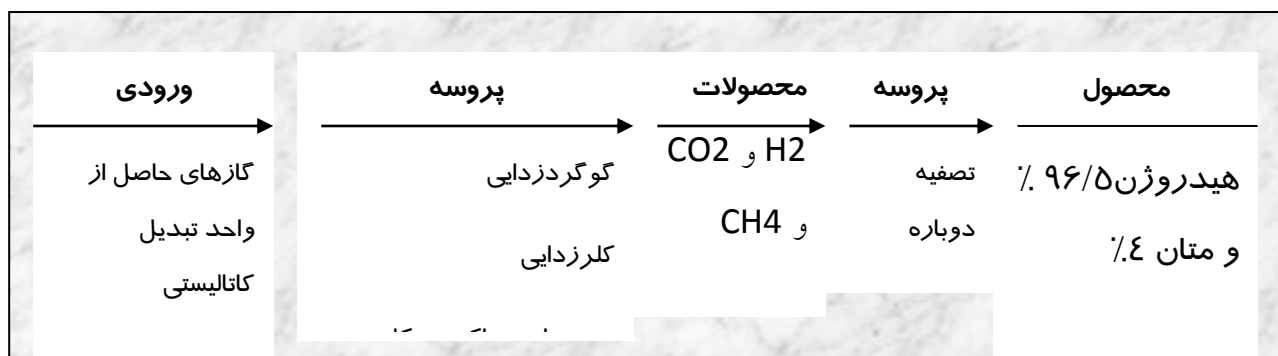 ورودی
گازهای حاصل از
واحد تبدیل
کاتالیستی
پروسه
گوگردزدایی
کلرزدایی
محصولات
H2 و CO2
و CH4
پروسه
تصفیه
دوباره
محصول
هیدروژن۹۶/۵ ٪
و متان ٤٪